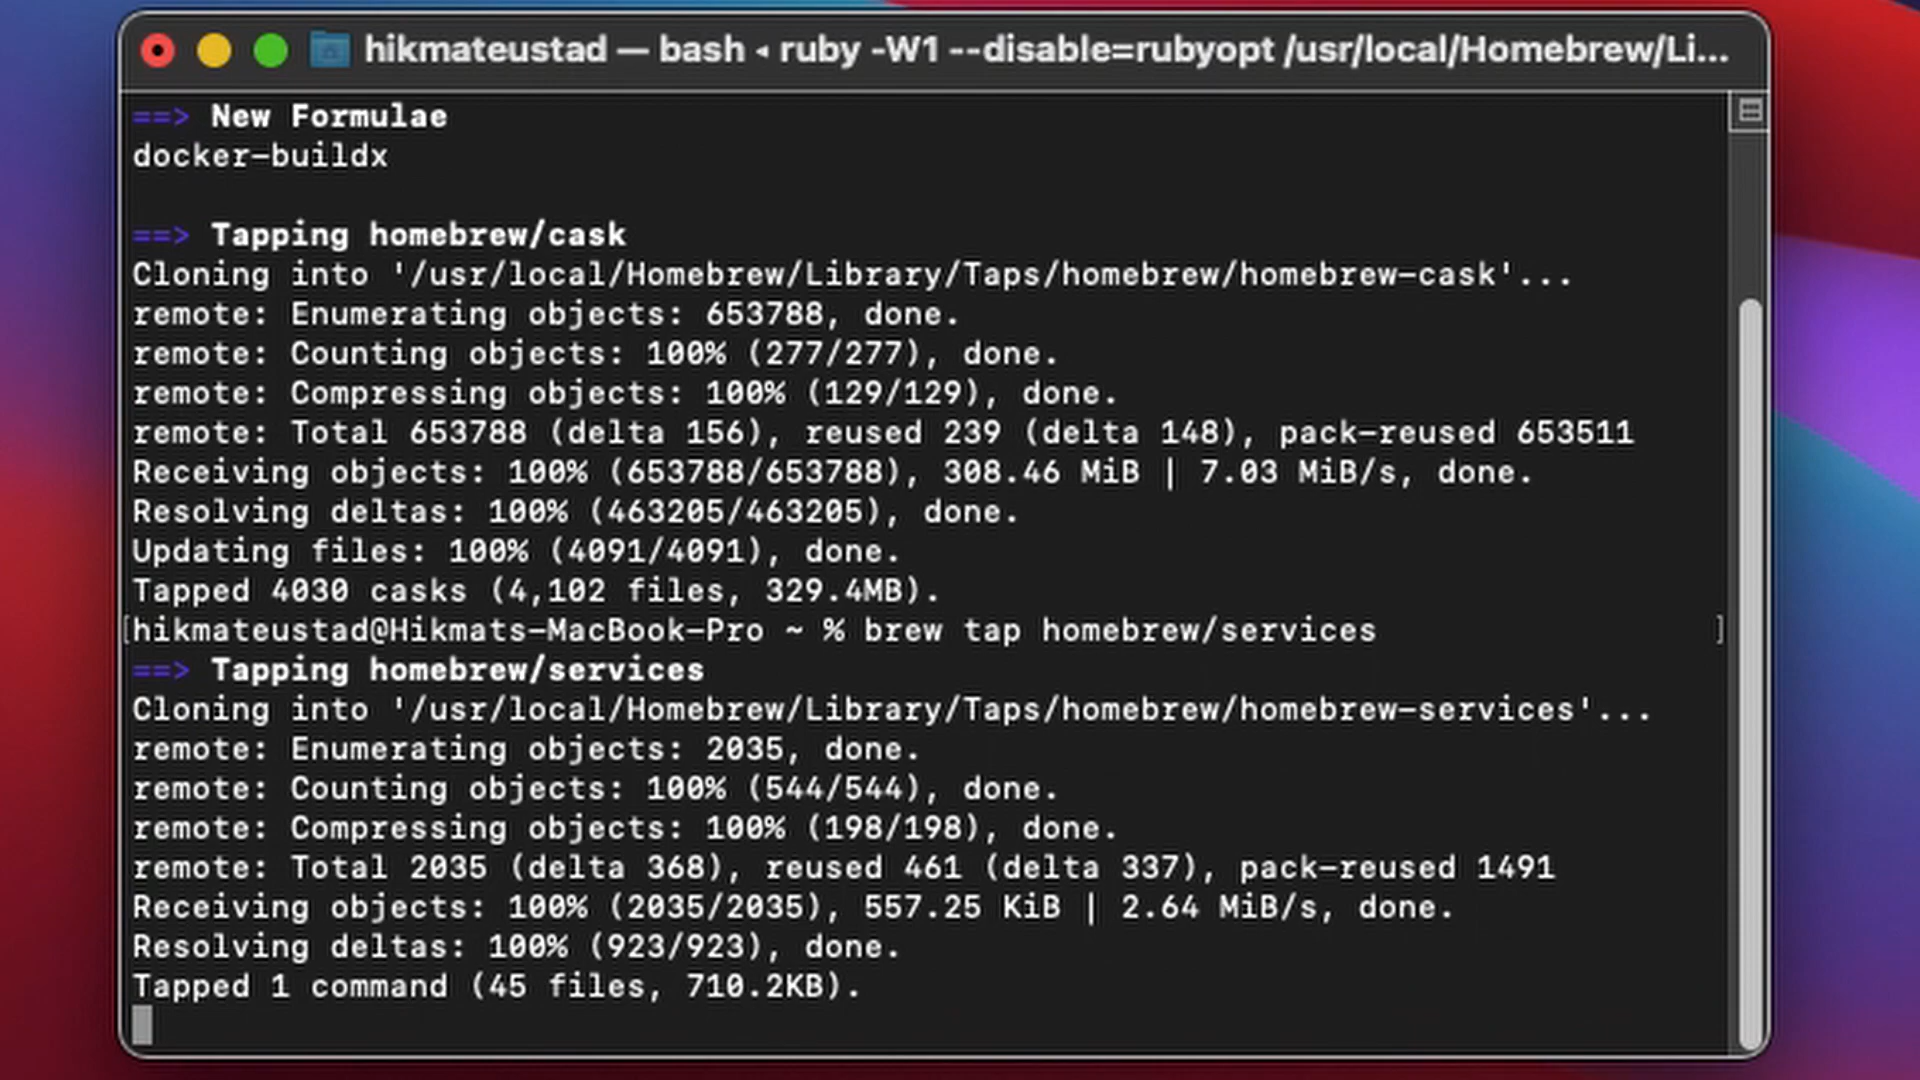 hikmateustad — bash ◂ ruby -W1 --disable=rubyopt /usr/local/Homebrew/Li...
==> New Formulae
docker-buildx
==> Tapping homebrew/cask
Cloning into '/usr/local/Homebrew/Library/Taps/homebrew/homebrew-cask'...
remote: Enumerating objects: 653788, done.
remote: Counting objects: 100% (277/277), done.
remote: Compressing objects: 100% (129/129), done.
remote: Total 653788 (delta 156), reused 239 (delta 148), pack-reused 653511
Receiving objects: 100% (653788/653788), 308.46 MiB | 7.03 MiB/s, done.
Resolving deltas: 100% (463205/463205), done.
Updating files: 100% (4091/4091), done.
Tapped 4030 casks (4,102 files, 329.4MB).
[hikmateustad@Hikmats-MacBook-Pro ~ % brew tap homebrew/services ]
==> Tapping homebrew/services
Cloning into '/usr/local/Homebrew/Library/Taps/homebrew/homebrew-services'...
remote: Enumerating objects: 2035, done.
remote: Counting objects: 100% (544/544), done.
remote: Compressing objects: 100% (198/198), done.
remote: Total 2035 (delta 368), reused 461 (delta 337), pack-reused 1491
Receiving objects: 100% (2035/2035), 557.25 KiB | 2.64 MiB/s, done.
Resolving deltas: 100% (923/923), done.
Tapped 1 command (45 files, 710.2KB).